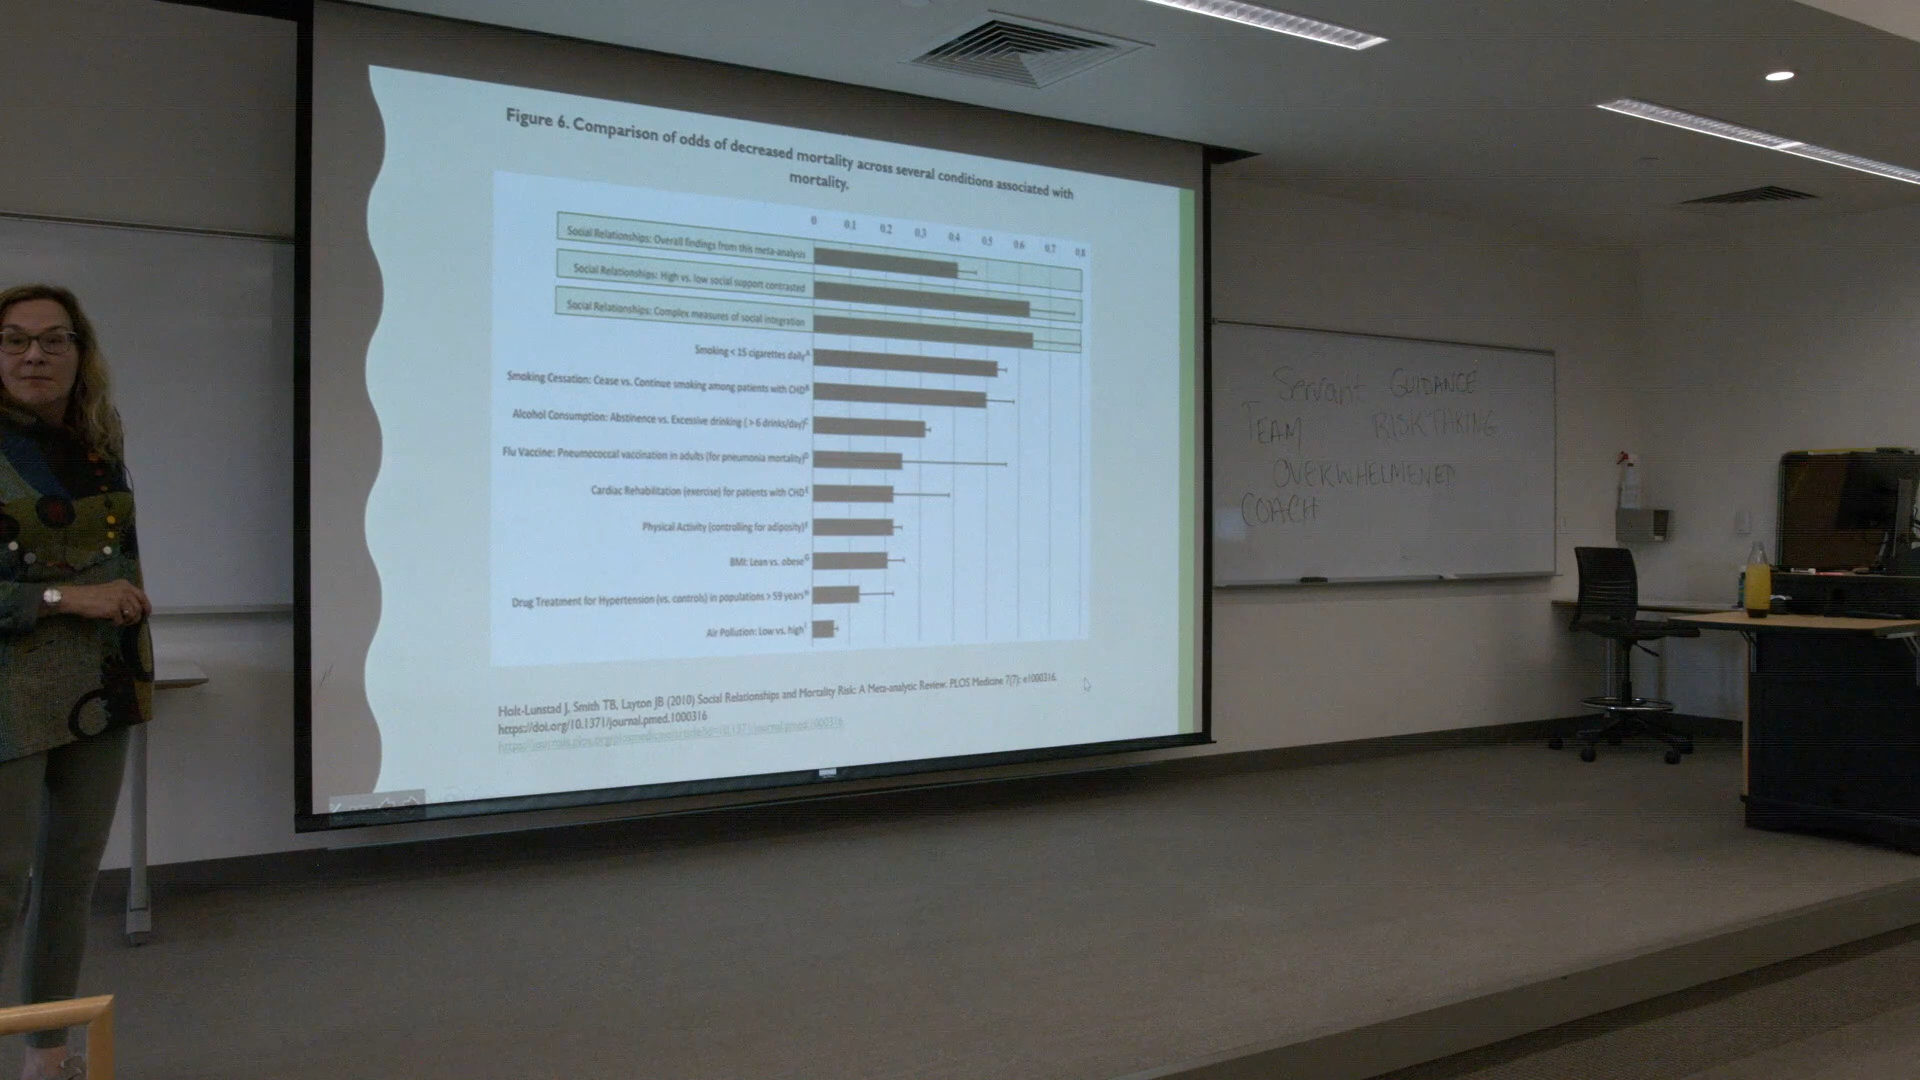 Figure 6. Comparison of odds of decreased mortality across several conditions associated with
mortality.
0 0.1 0.2 0.3 0.4 0.5 0.6 0.7 0.8
Social Relationships: Overall findings from this meta-analysis
Social Relationships: High vs. low social support contrasted
Social Relationships: Complex measures of social integration
Smoking < 15 cigarettes daily^A
Smoking Cessation: Cease vs. Continue smoking among patients with CHD^B
Alcohol Consumption: Abstinence vs. Excessive drinking ( > 6 drinks/day)^C
Flu Vaccine: Pneumococcal vaccination in adults (for pneumonia mortality)^D
Cardiac Rehabilitation (exercise) for patients with CHD^E
Physical Activity (controlling for adiposity)^F
BMI: Lean vs. obese^G
Drug Treatment for Hypertension (vs. controls) in populations > 59 years^H
Air Pollution: Low vs. high^I
Holt-Lunstad J, Smith TB, Layton JB (2010) Social Relationships and Mortality Risk: A Meta-analytic Review. PLOS Medicine 7(7): e1000316.
https://doi.org/10.1371/journal.pmed.1000316
Servant GUIDANCE
TEAM RISK TAKING
OVERWHELMENED
COACH